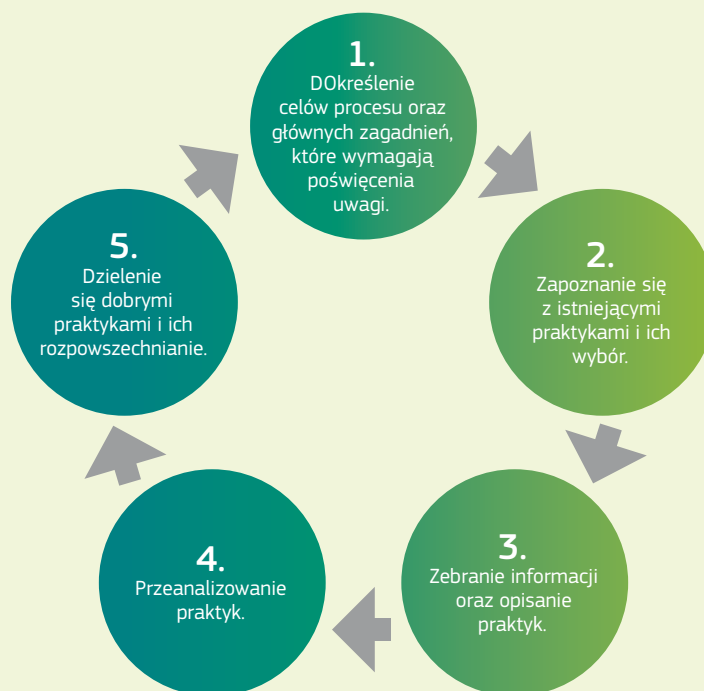 1.
DOkreślenie
celów procesu oraz
głównych zagadnień,
które wymagają
poświęcenia
uwagi.
2.
Zapoznanie się
z istniejącymi
praktykami i ich
wybór.
3.
Zebranie informacji
oraz opisanie
praktyk.
4.
Przeanalizowanie
praktyk.
5.
Dzielenie
się dobrymi
praktykami i ich
rozpowszechnianie.